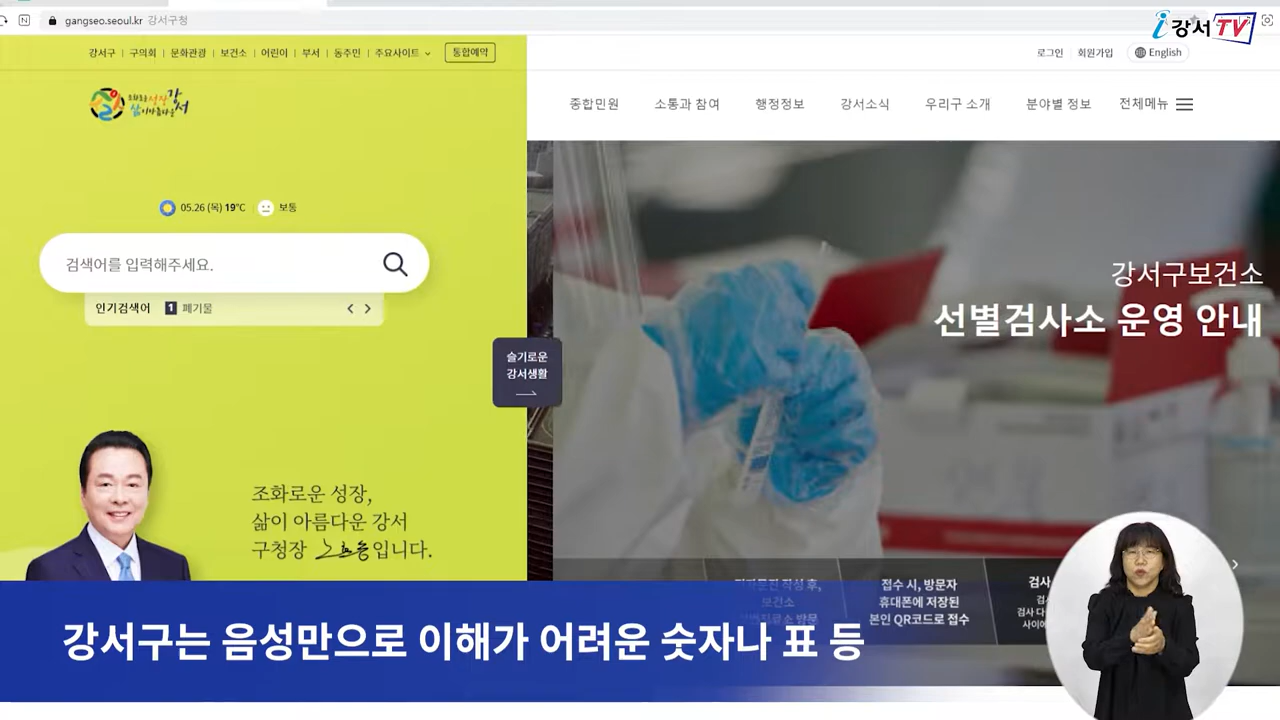 gangseo.seoul.kr 강서구청
i강서TV
강서구 구의회 문화관광 보건소 어린이 부서 동주민 주요사이트 통합예약
로그인 회원가입 English
조화로운 성장
삶이 아름다운 강서
종합민원 소통과 참여 행정정보 강서소식 우리구 소개 분야별 정보 전체메뉴
05.26 (목) 19℃ 보통
검색어를 입력해주세요.
인기검색어 1 폐기물
슬기로운
강서생활
강서구보건소
선별검사소 운영 안내
조화로운 성장,
삶이 아름다운 강서
구청장 노현송입니다.
보건소
접수 시, 방문자
휴대폰에 저장된
본인 QR코드로 접수
검사
강서구는 음성만으로 이해가 어려운 숫자나 표 등